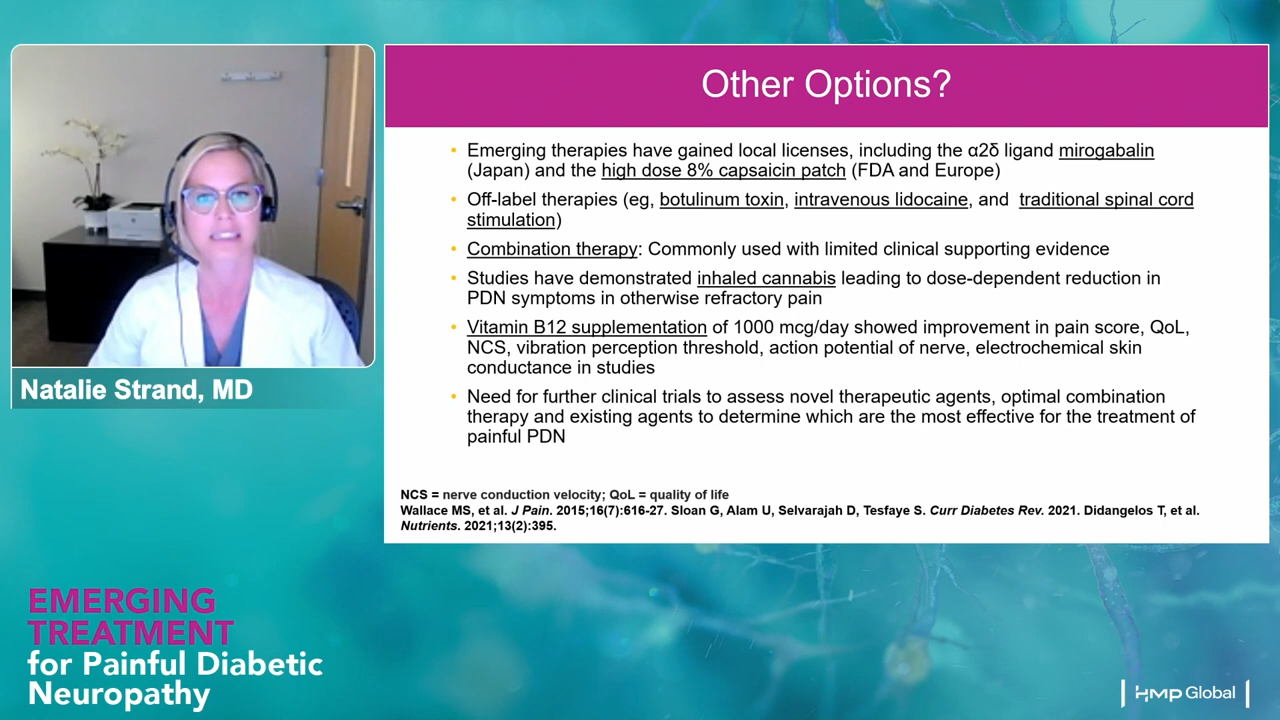 Other Options?
• Emerging therapies have gained local licenses, including the α2δ ligand mirogabalin
(Japan) and the high dose 8% capsaicin patch (FDA and Europe)
• Off-label therapies (eg, botulinum toxin, intravenous lidocaine, and traditional spinal cord
stimulation)
• Combination therapy: Commonly used with limited clinical supporting evidence
• Studies have demonstrated inhaled cannabis leading to dose-dependent reduction in
PDN symptoms in otherwise refractory pain
• Vitamin B12 supplementation of 1000 mcg/day showed improvement in pain score, QoL,
NCS, vibration perception threshold, action potential of nerve, electrochemical skin
conductance in studies
• Need for further clinical trials to assess novel therapeutic agents, optimal combination
therapy and existing agents to determine which are the most effective for the treatment of
painful PDN
NCS = nerve conduction velocity; QoL = quality of life
Wallace MS, et al. J Pain. 2015;16(7):616-27. Sloan G, Alam U, Selvarajah D, Tesfaye S. Curr Diabetes Rev. 2021. Didangelos T, et al.
Nutrients. 2021;13(2):395.
Natalie Strand, MD
EMERGING
TREATMENT
for Painful Diabetic
Neuropathy
HMP Global